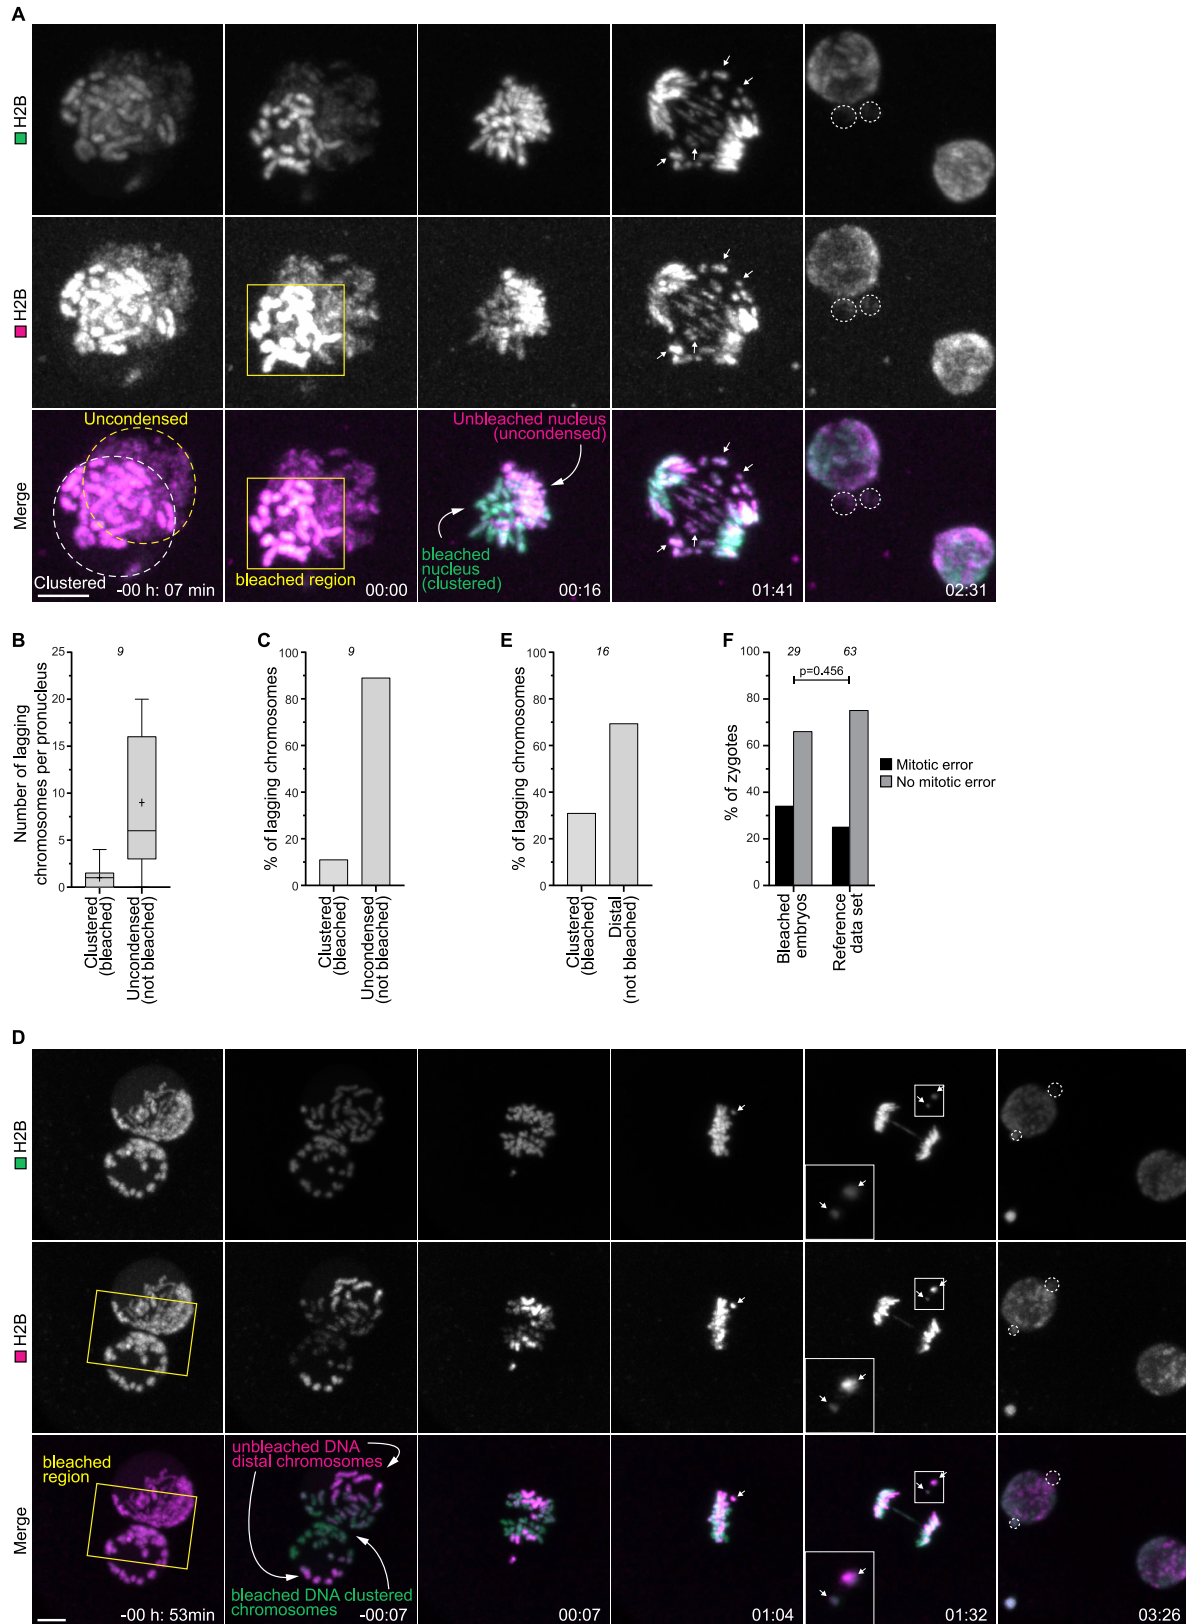 A
H2B
H2B
Merge
Uncondensed
Clustered
-00 h: 07 min
bleached region
00:00
Unbleached nucleus
(uncondensed)
bleached
nucleus
(clustered)
00:16
01:41
02:31
B
9
Number of lagging
chromosomes per pronucleus
25
20
15
10
5
0
Clustered
(bleached)
Uncondensed
(not bleached)
C
9
% of lagging chromosomes
100
80
60
40
20
0
Clustered
(bleached)
Uncondensed
(not bleached)
E
16
% of lagging chromosomes
100
80
60
40
20
0
Clustered
(bleached)
Distal
(not bleached)
F
29
63
p=0.456
% of zygotes
100
80
60
40
20
0
Bleached
embryos
Reference
data set
Mitotic error
No mitotic error
D
H2B
H2B
Merge
bleached
region
-00 h: 53min
unbleached DNA
distal chromosomes
bleached DNA clustered
chromosomes
-00:07
00:07
01:04
01:32
03:26